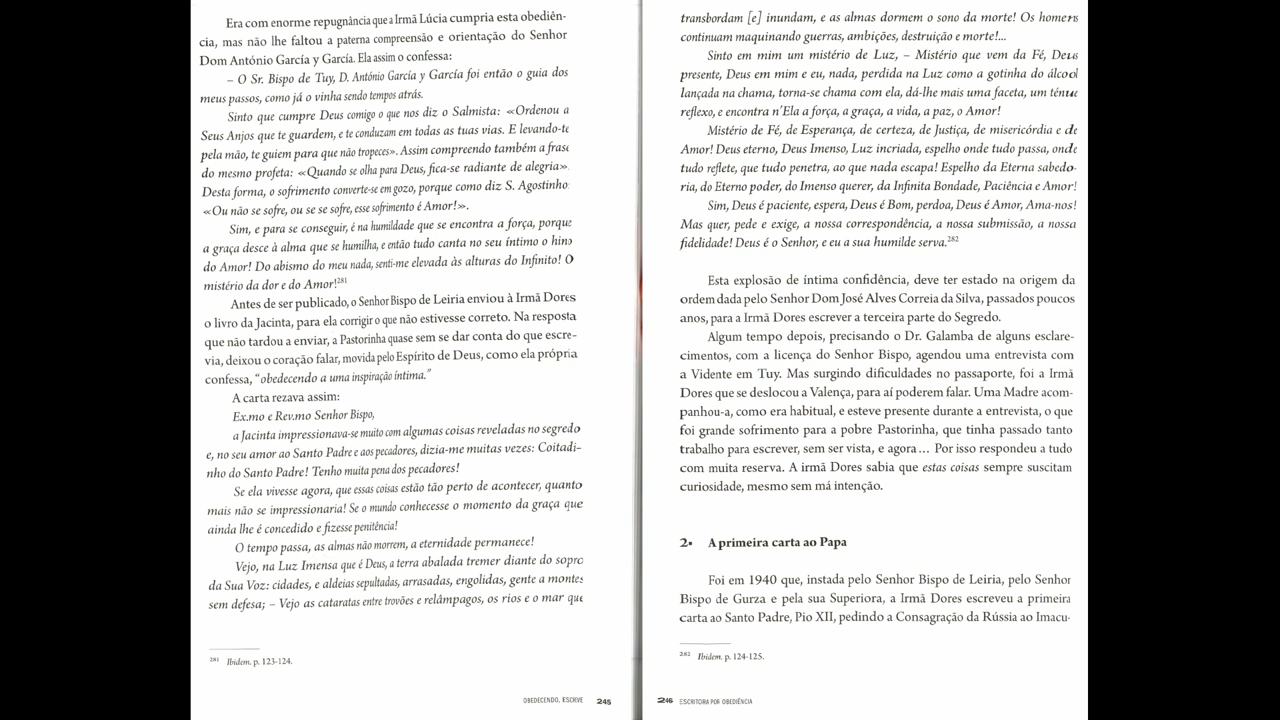 Era com enorme repugnância que a Irmã Lúcia cumpria esta obediên-
cia, mas não lhe faltou a paterna compreensão e orientação do Senhor
Dom António García y García. Ela assim o confessa:
– O Sr. Bispo de Tuy, D. António García y García foi então o guia dos
meus passos, como já o vinha sendo tempos atrás.
Sinto que cumpre Deus comigo o que nos diz o Salmista: «Ordenou a
Seus Anjos que te guardem, e te conduzam em todas as tuas vias. E levando-te
pela mão, te guiem para que não tropeces». Assim compreendo também a frase
do mesmo profeta: «Quando se olha para Deus, fica-se radiante de alegria».
Desta forma, o sofrimento converte-se em gozo, porque como diz S. Agostinho:
«Ou não se sofre, ou se se sofre, esse sofrimento é Amor!».
Sim, e para se conseguir, é na humildade que se encontra a força, porque
a graça desce à alma que se humilha, e então tudo canta no seu íntimo o hino
do Amor! Do abismo do meu nada, senti-me elevada às alturas do Infinito! O
mistério da dor e do Amor!281
Antes de ser publicado, o Senhor Bispo de Leiria enviou à Irmã Dores
o livro da Jacinta, para ela corrigir o que não estivesse correto. Na resposta
que não tardou a enviar, a Pastorinha quase sem se dar conta do que escre-
via, deixou o coração falar, movida pelo Espírito de Deus, como ela própria
confessa, “obedecendo a uma inspiração íntima.”
A carta rezava assim:
Ex.mo e Rev.mo Senhor Bispo,
a Jacinta impressionava-se muito com algumas coisas reveladas no segredo
e, no seu amor ao Santo Padre e aos pecadores, dizia-me muitas vezes: Coitadi-
nho do Santo Padre! Tenho muita pena dos pecadores!
Se ela vivesse agora, que essas coisas estão tão perto de acontecer, quanto
mais não se impressionaria! Se o mundo conhecesse o momento da graça que
ainda lhe é concedido e fizesse penitência!
O tempo passa, as almas não morrem, a eternidade permanece!
Vejo, na Luz Imensa que é Deus, a terra abalada tremer diante do sopro
da Sua Voz: cidades, e aldeias sepultadas, arrasadas, engolidas, gente a montes
sem defesa; – Vejo as cataratas entre trovões e relâmpagos, os rios e o mar que
281 Ibidem. p. 123-124.
OBEDECENDO, ESCREVE 245
transbordam [e] inundam, e as almas dormem o sono da morte! Os homens
continuam maquinando guerras, ambições, destruição e morte!...
Sinto em mim um mistério de Luz, – Mistério que vem da Fé, Deus
presente, Deus em mim e eu, nada, perdida na Luz como a gotinha do álcool
lançada na chama, torna-se chama com ela, dá-lhe mais uma faceta, um ténue
reflexo, e encontra n’Ela a força, a graça, a vida, a paz, o Amor!
Mistério de Fé, de Esperança, de certeza, de Justiça, de misericórdia e de
Amor! Deus eterno, Deus Imenso, Luz incriada, espelho onde tudo passa, onde
tudo reflete, que tudo penetra, ao que nada escapa! Espelho da Eterna sabedo-
ria, do Eterno poder, do Imenso querer, da Infinita Bondade, Paciência e Amor!
Sim, Deus é paciente, espera, Deus é Bom, perdoa, Deus é Amor, Ama-nos!
Mas quer, pede e exige, a nossa correspondência, a nossa submissão, a nossa
fidelidade! Deus é o Senhor, e eu a sua humilde serva.282
Esta explosão de íntima confidência, deve ter estado na origem da
ordem dada pelo Senhor Dom José Alves Correia da Silva, passados poucos
anos, para a Irmã Dores escrever a terceira parte do Segredo.
Algum tempo depois, precisando o Dr. Galamba de alguns esclare-
cimentos, com a licença do Senhor Bispo, agendou uma entrevista com
a Vidente em Tuy. Mas surgindo dificuldades no passaporte, foi a Irmã
Dores que se deslocou a Valença, para aí poderem falar. Uma Madre acom-
panhou-a, como era habitual, e esteve presente durante a entrevista, o que
foi grande sofrimento para a pobre Pastorinha, que tinha passado tanto
trabalho para escrever, sem ser vista, e agora… Por isso respondeu a tudo
com muita reserva. A irmã Dores sabia que estas coisas sempre suscitam
curiosidade, mesmo sem má intenção.
2. A primeira carta ao Papa
Foi em 1940 que, instada pelo Senhor Bispo de Leiria, pelo Senhor
Bispo de Gurza e pela sua Superiora, a Irmã Dores escreveu a primeira
carta ao Santo Padre, Pio XII, pedindo a Consagração da Rússia ao Imacu-
282 Ibidem. p. 124-125.
246 ESCRITORA POR OBEDIÊNCIA